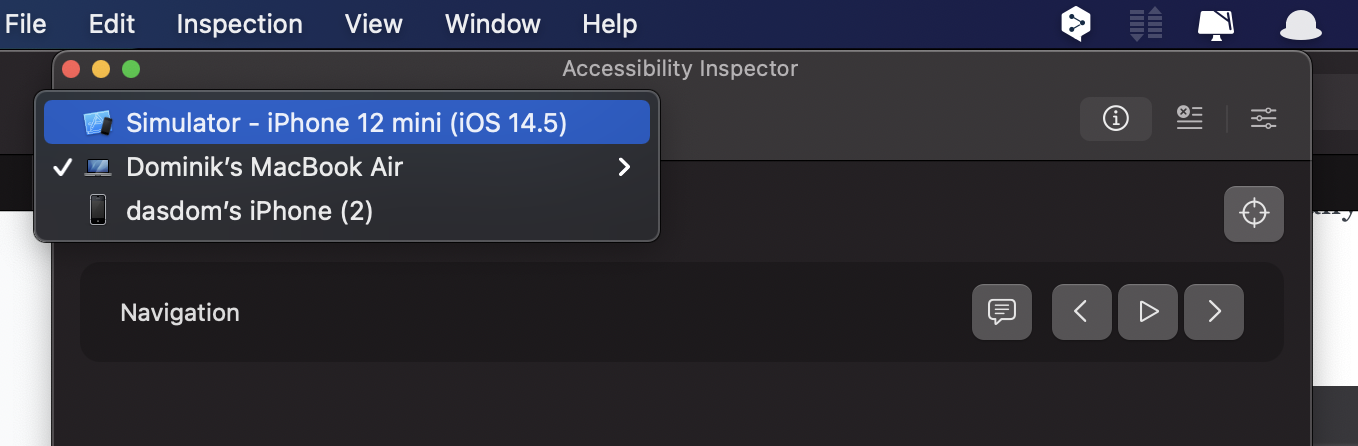 File Edit Inspection View Window Help
Accessibility Inspector
Simulator - iPhone 12 mini (iOS 14.5)
Dominik’s MacBook Air
dasdom’s iPhone (2)
Navigation